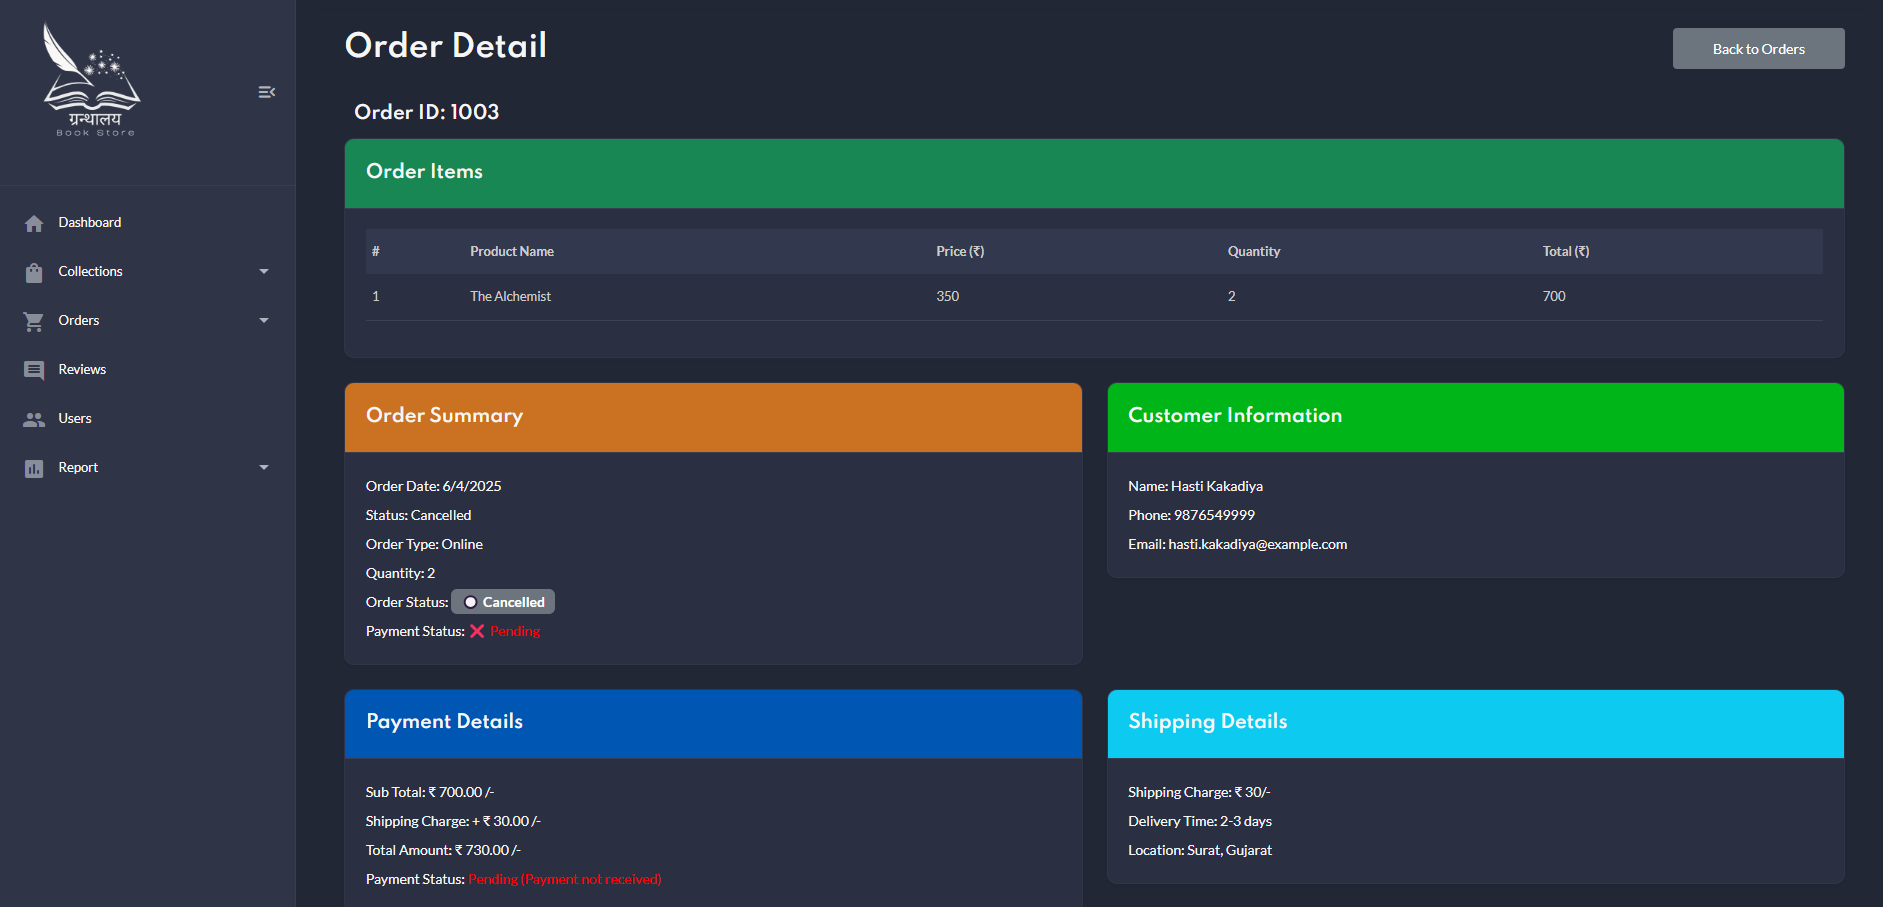 ग्रन्थालय
Book Store
Dashboard
Collections
Orders
Reviews
Users
Report
Order Detail
Back to Orders
Order ID: 1003
Order Items
# Product Name Price (₹) Quantity Total (₹)
1 The Alchemist 350 2 700
Order Summary
Order Date: 6/4/2025
Status: Cancelled
Order Type: Online
Quantity: 2
Order Status: Cancelled
Payment Status: ❌ Pending
Customer Information
Name: Hasti Kakadiya
Phone: 9876549999
Email: hasti.kakadiya@example.com
Payment Details
Sub Total: ₹ 700.00 /-
Shipping Charge: + ₹ 30.00 /-
Total Amount: ₹ 730.00 /-
Payment Status: Pending (Payment not received)
Shipping Details
Shipping Charge: ₹ 30/-
Delivery Time: 2-3 days
Location: Surat, Gujarat